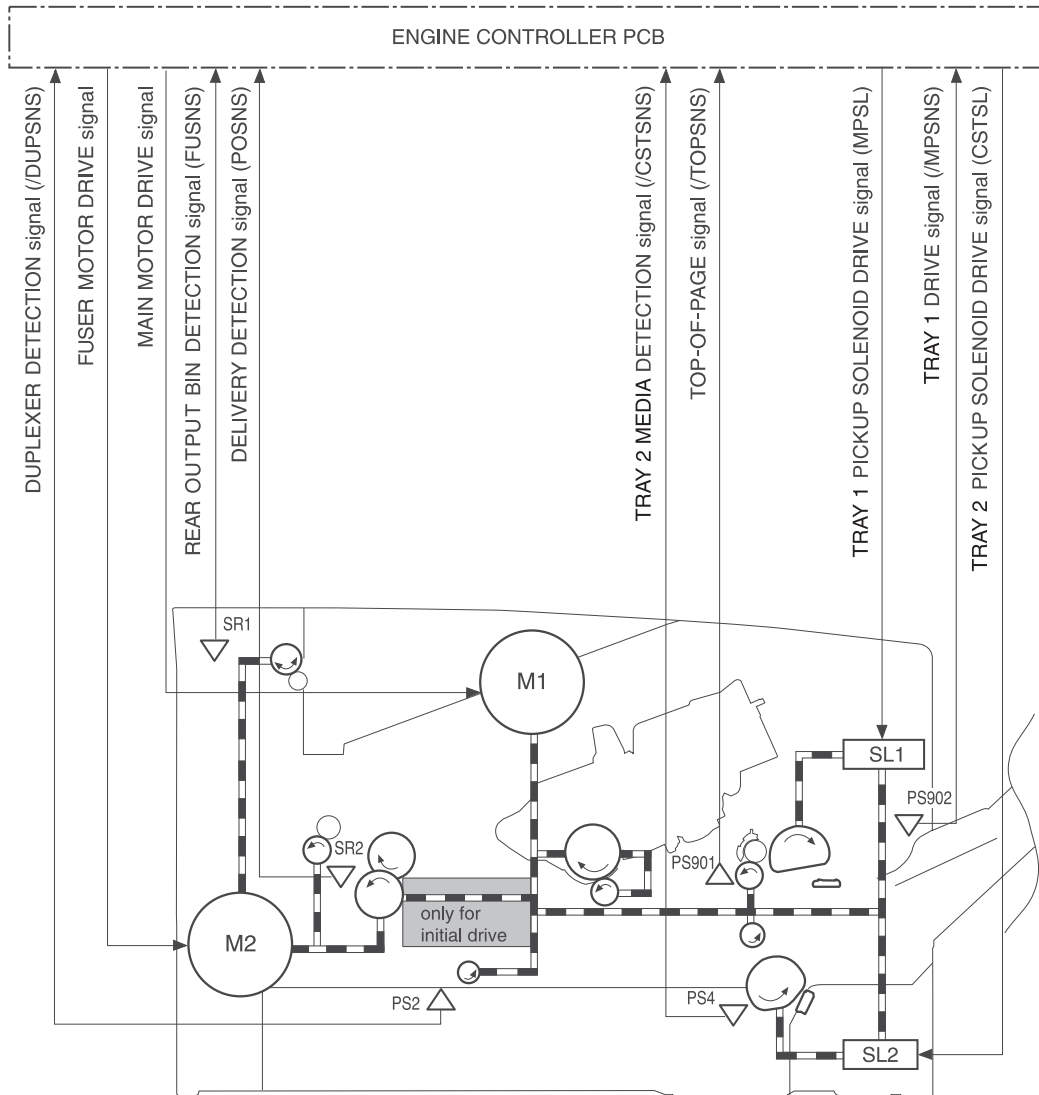 ENGINE CONTROLLER PCB
DUPLEXER DETECTION signal (/DUPSNS)
FUSER MOTOR DRIVE signal
MAIN MOTOR DRIVE signal
REAR OUTPUT BIN DETECTION signal (FUSNS)
DELIVERY DETECTION signal (POSNS)
TRAY 2 MEDIA DETECTION signal (/CSTSNS)
TOP-OF-PAGE signal (/TOPSNS)
TRAY 1 PICKUP SOLENOID DRIVE signal (MPSL)
TRAY 1 DRIVE signal (/MPSNS)
TRAY 2 PICKUP SOLENOID DRIVE signal (CSTSL)
SR1
M1
SL1
PS902
SR2
PS901
only for
initial drive
M2
PS2
PS4
SL2